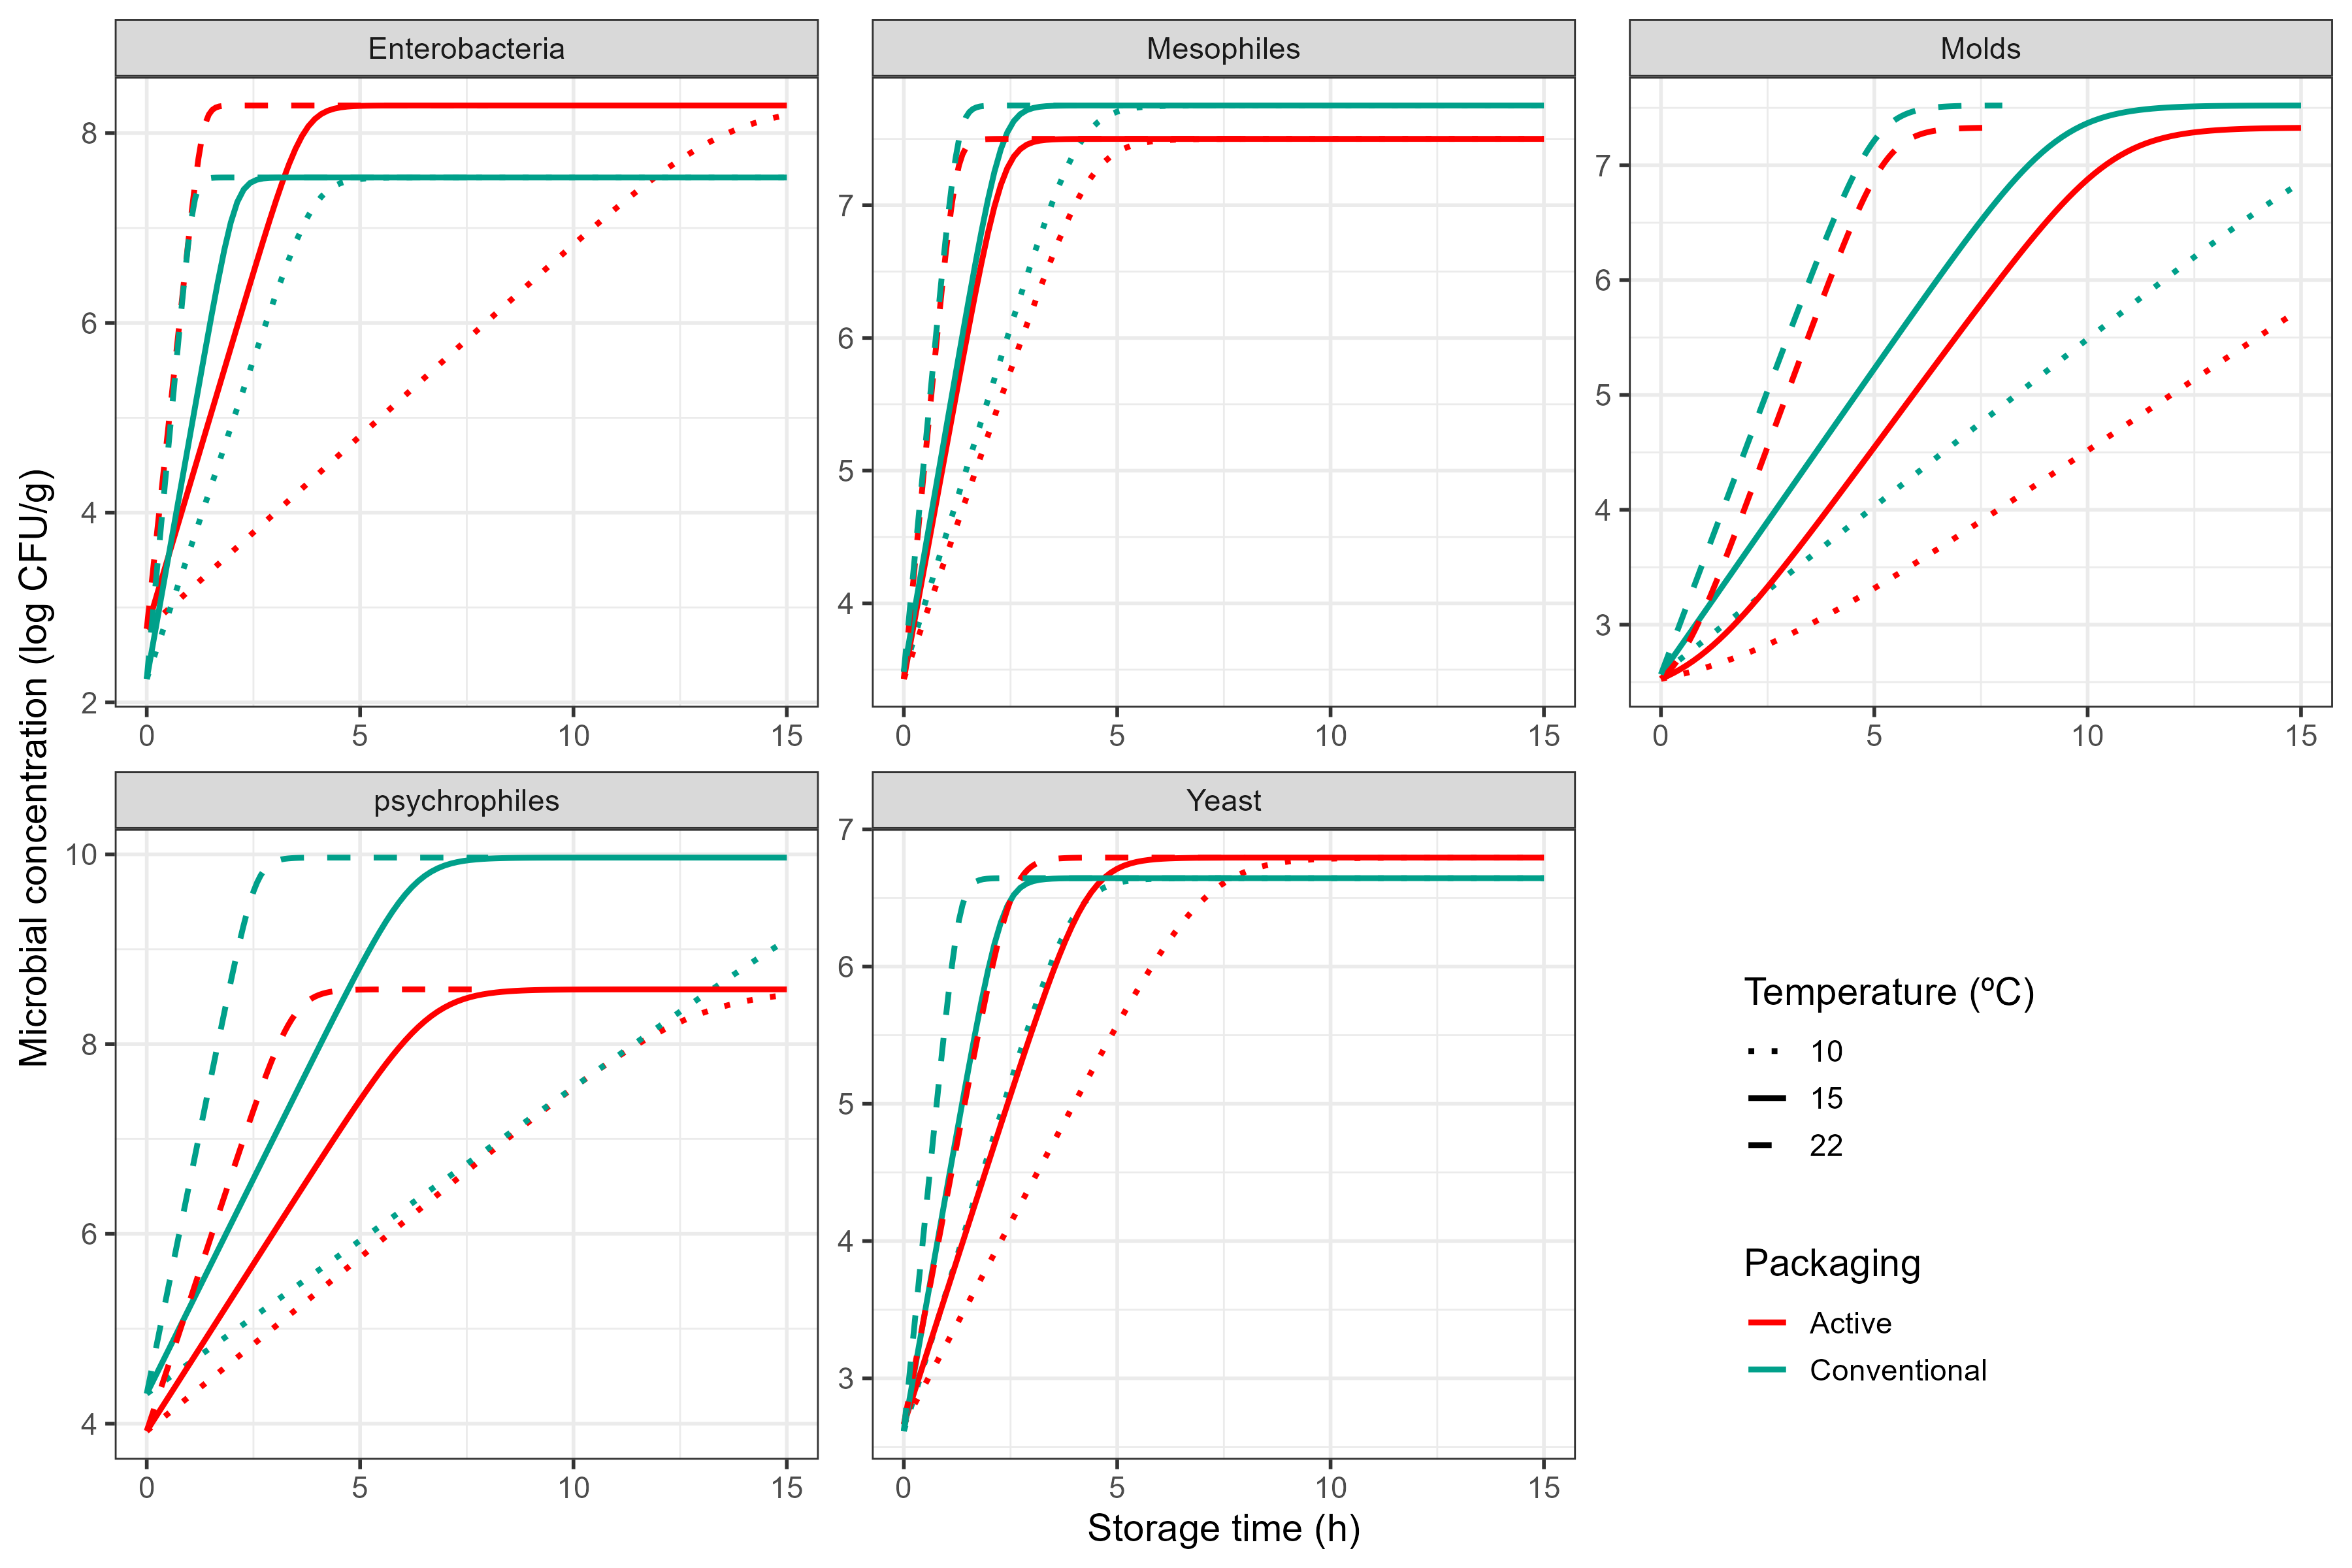 Enterobacteria
Mesophiles
Molds
8
6
4
2
0 5 10 15
7
6
5
4
0 5 10 15
7
6
5
4
3
0 5 10 15
Microbial concentration (log CFU/g)
psychrophiles
Yeast
10
8
6
4
0 5 10 15
7
6
5
4
3
0 5 10 15
Storage time (h)
Temperature (ºC)
10
15
22
Packaging
Active
Conventional